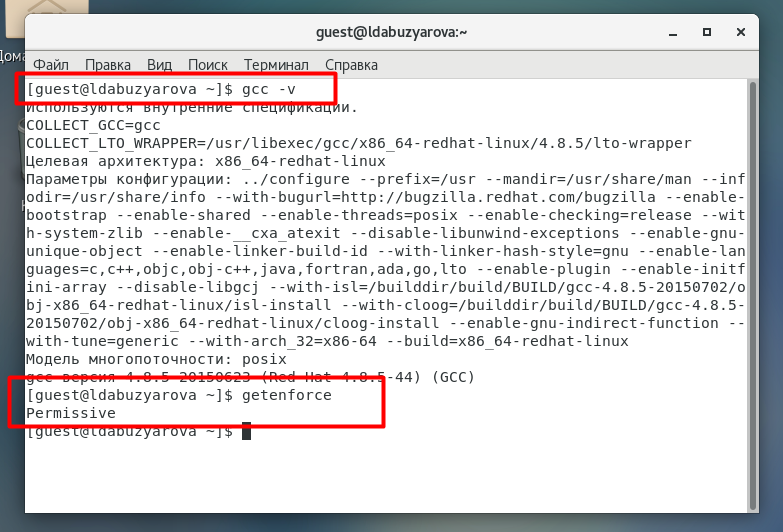 guest@ldabuzyarova:~
Файл Правка Вид Поиск Терминал Справка
[guest@ldabuzyarova ~]$ gcc -v
Используются внутренние спецификации.
COLLECT_GCC=gcc
COLLECT_LTO_WRAPPER=/usr/libexec/gcc/x86_64-redhat-linux/4.8.5/lto-wrapper
Целевая архитектура: x86_64-redhat-linux
Параметры конфигурации: ../configure --prefix=/usr --mandir=/usr/share/man --inf
odir=/usr/share/info --with-bugurl=http://bugzilla.redhat.com/bugzilla --enable-
bootstrap --enable-shared --enable-threads=posix --enable-checking=release --wit
h-system-zlib --enable-__cxa_atexit --disable-libunwind-exceptions --enable-gnu-
unique-object --enable-linker-build-id --with-linker-hash-style=gnu --enable-lan
guages=c,c++,objc,obj-c++,java,fortran,ada,go,lto --enable-plugin --enable-initf
ini-array --disable-libgcj --with-isl=/builddir/build/BUILD/gcc-4.8.5-20150702/o
bj-x86_64-redhat-linux/isl-install --with-cloog=/builddir/build/BUILD/gcc-4.8.5-
20150702/obj-x86_64-redhat-linux/cloog-install --enable-gnu-indirect-function --
with-tune=generic --with-arch_32=x86-64 --build=x86_64-redhat-linux
Модель многопоточности: posix
gcc версия 4.8.5 20150623 (Red Hat 4.8.5-44) (GCC)
[guest@ldabuzyarova ~]$ getenforce
Permissive
[guest@ldabuzyarova ~]$